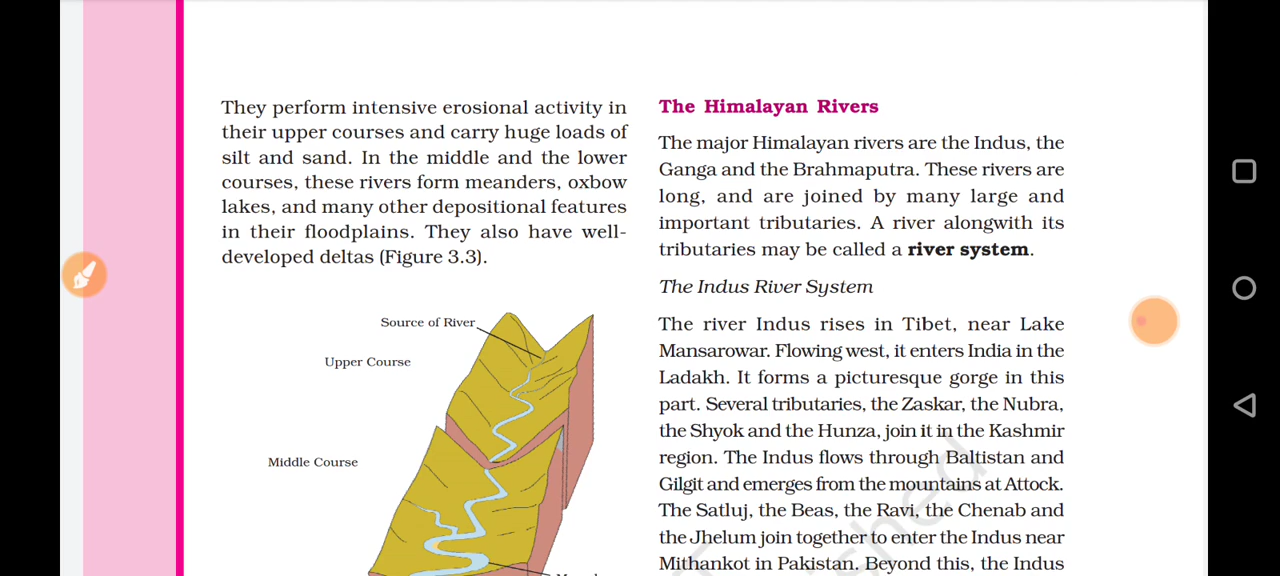 They perform intensive erosional activity in
their upper courses and carry huge loads of
silt and sand. In the middle and the lower
courses, these rivers form meanders, oxbow
lakes, and many other depositional features
in their floodplains. They also have well-
developed deltas (Figure 3.3).
Source of River
Upper Course
Middle Course
The Himalayan Rivers
The major Himalayan rivers are the Indus, the
Ganga and the Brahmaputra. These rivers are
long, and are joined by many large and
important tributaries. A river alongwith its
tributaries may be called a river system.
The Indus River System
The river Indus rises in Tibet, near Lake
Mansarowar. Flowing west, it enters India in the
Ladakh. It forms a picturesque gorge in this
part. Several tributaries, the Zaskar, the Nubra,
the Shyok and the Hunza, join it in the Kashmir
region. The Indus flows through Baltistan and
Gilgit and emerges from the mountains at Attock.
The Satluj, the Beas, the Ravi, the Chenab and
the Jhelum join together to enter the Indus near
Mithankot in Pakistan. Beyond this, the Indus